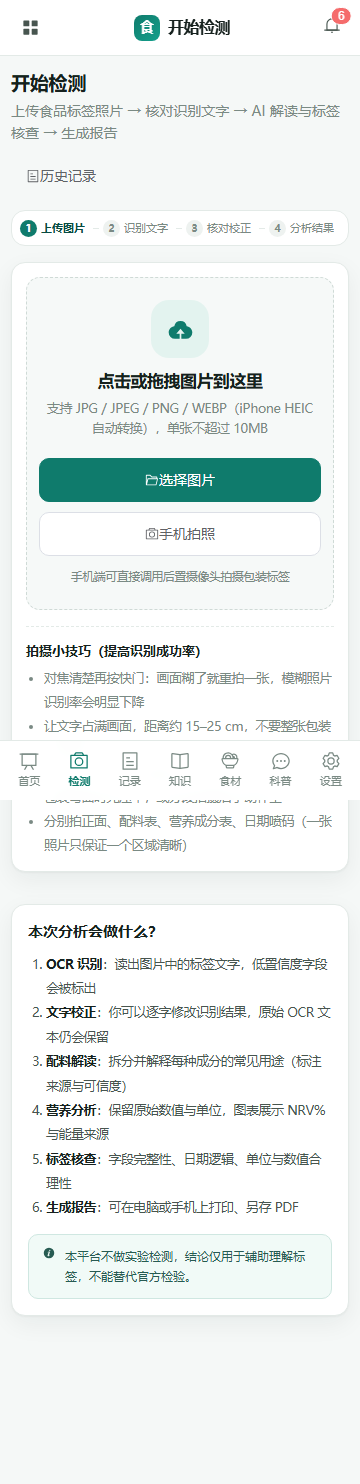 食 开始检测
6
开始检测
上传食品标签照片 → 核对识别文字 → AI 解读与标签
核查 → 生成报告
历史记录
1 上传图片 2 识别文字 3 核对校正 4 分析结果
点击或拖拽图片到这里
支持 JPG / JPEG / PNG / WEBP（iPhone HEIC
自动转换），单张不超过 10MB
选择图片
手机拍照
手机端可直接调用后置摄像头拍摄包装标签
拍摄小技巧（提高识别成功率）
• 对焦清楚再按快门：画面糊了就重拍一张，模糊照片
识别率会明显下降
• 让文字占满画面，距离约 15–25 cm，不要整张包装
首页 检测 记录 知识 食材 科普 设置
• 分别拍正面、配料表、营养成分表、日期喷码（一张
照片只保证一个区域清晰）
本次分析会做什么？
1. OCR 识别：读出图片中的标签文字，低置信度字段
会被标出
2. 文字校正：你可以逐字修改识别结果，原始 OCR 文
本仍会保留
3. 配料解读：拆分并解释每种成分的常见用途（标注
来源与可信度）
4. 营养分析：保留原始数值与单位，图表展示 NRV%
与能量来源
5. 标签核查：字段完整性、日期逻辑、单位与数值合
理性
6. 生成报告：可在电脑或手机上打印、另存 PDF
本平台不做实验检测，结论仅用于辅助理解标
签，不能替代官方检验。